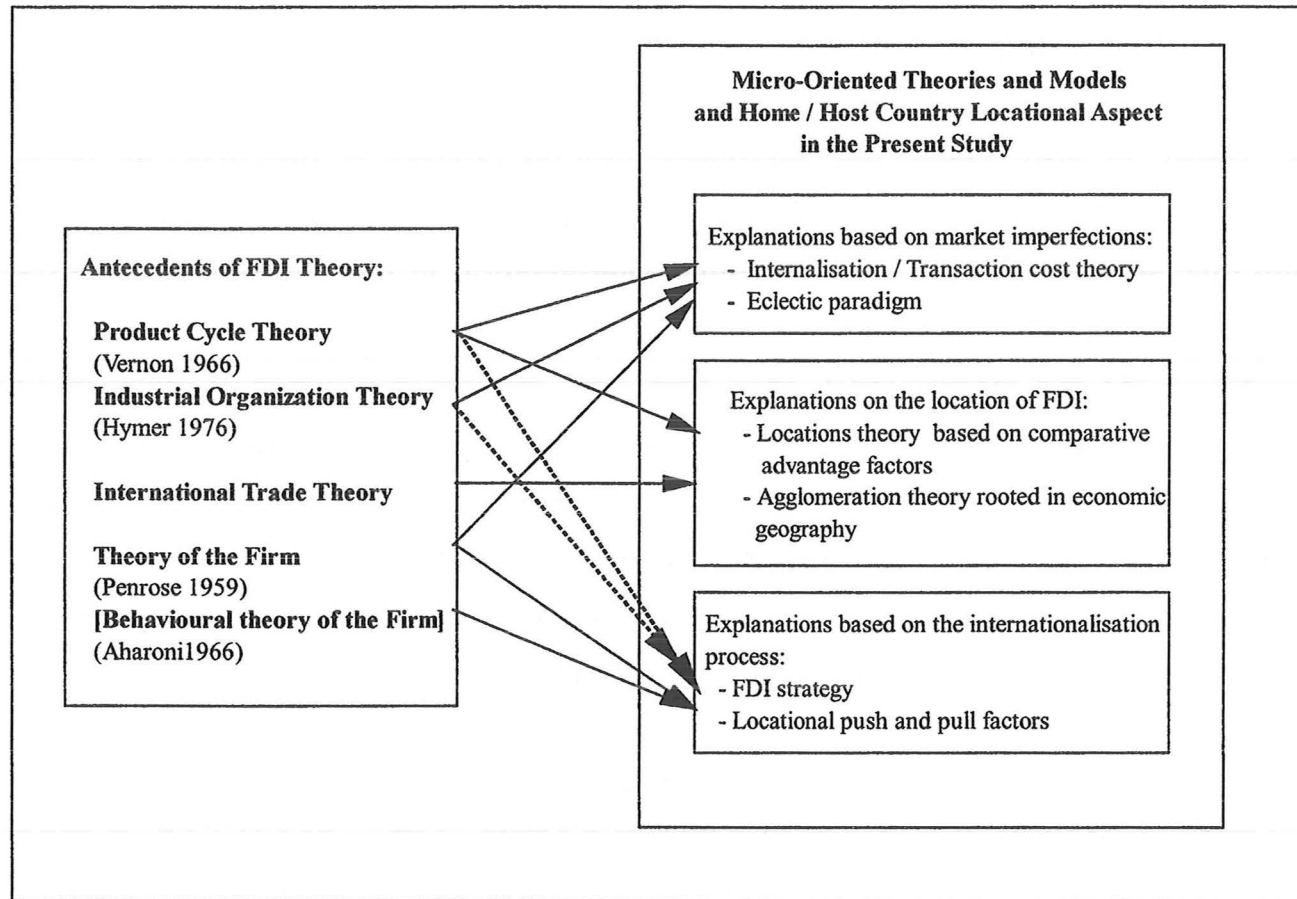 Micro-Oriented Theories and Models
and Home / Host Country Locational Aspect
in the Present Study
Antecedents of FDI Theory:
Product Cycle Theory
(Vernon 1966)
Industrial Organization Theory
(Hymer 1976)
International Trade Theory
Theory of the Firm
(Penrose 1959)
[Behavioural theory of the Firm]
(Aharoni1966)
Explanations based on market imperfections:
- Internalisation / Transaction cost theory
- Eclectic paradigm
Explanations on the location of FDI:
- Locations theory based on comparative
advantage factors
- Agglomeration theory rooted in economic
geography
Explanations based on the internationalisation
process:
- FDI strategy
- Locational push and pull factors